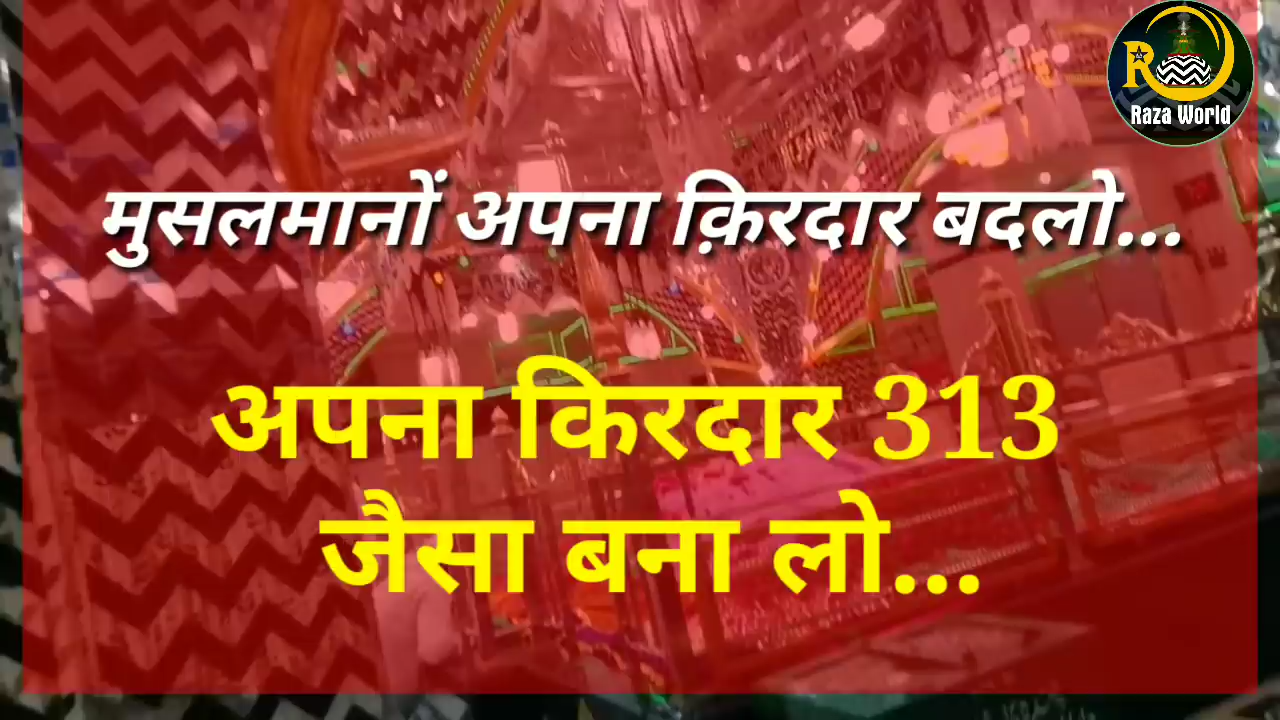 Raza World
मुसलमानों अपना क़िरदार बदलो...
अपना किरदार 313
जैसा बना लो...